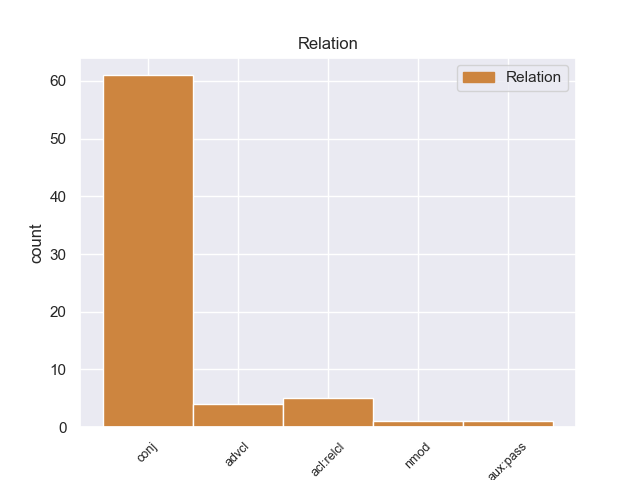 Relation
Relation
60
50
40
30
20
10
0
count
conj
advcl
acl:relcl
nmod
aux:pass